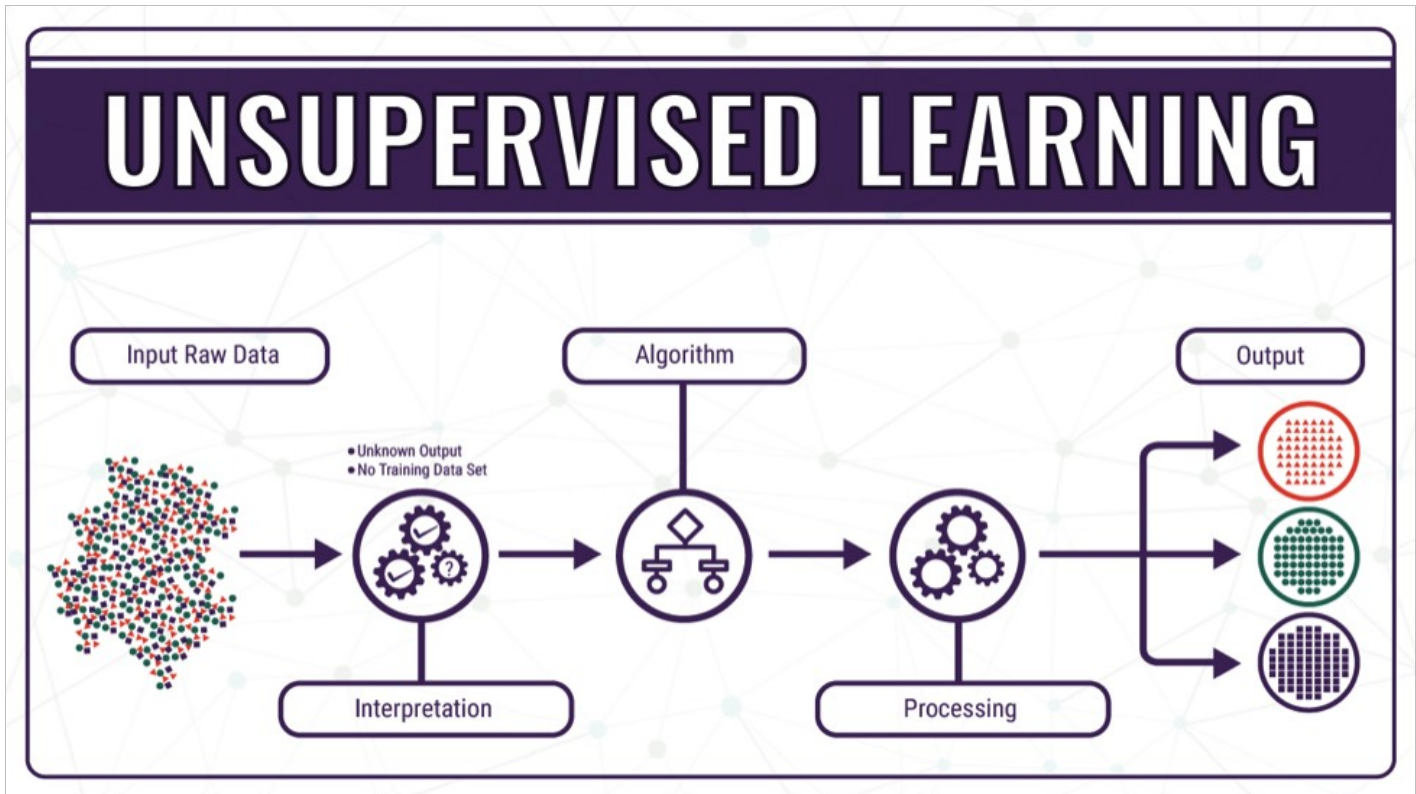 UNSUPERVISED LEARNING
Input Raw Data
Algorithm
Output
•Unknown Output
•No Training Data Set
?
Interpretation
Processing